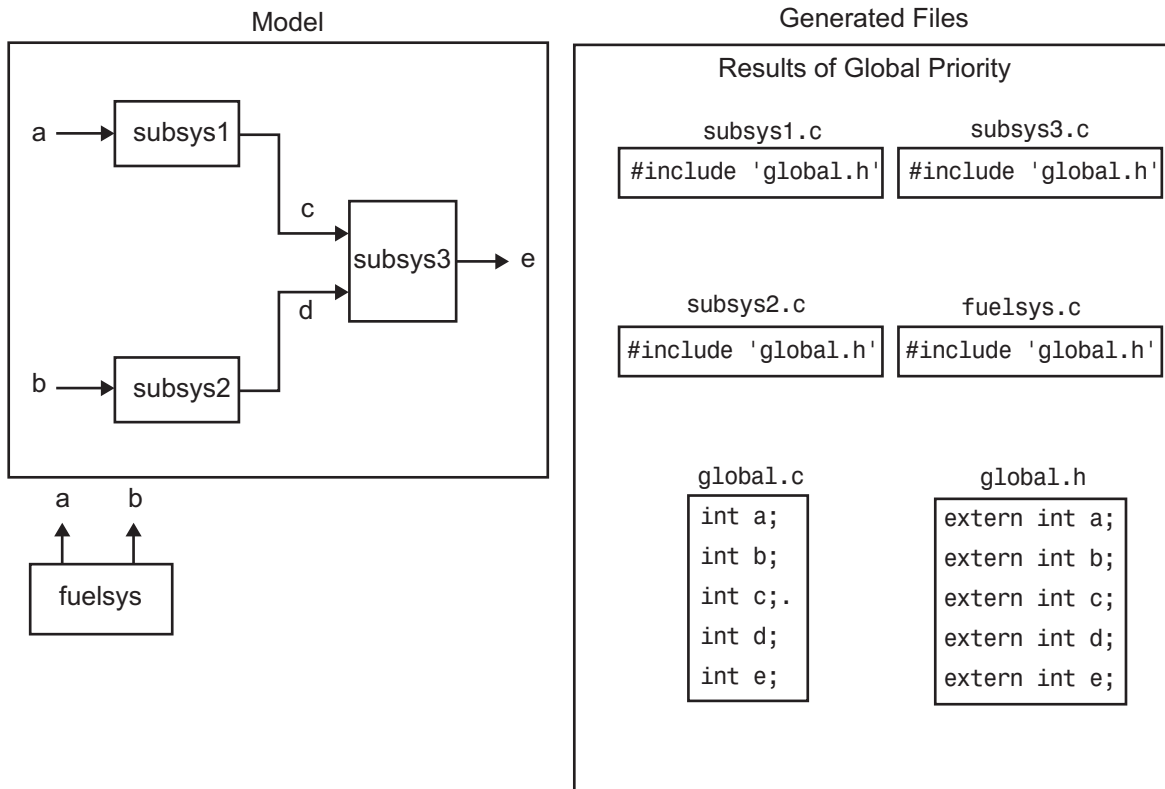 Model
a
subsys1
c
subsys3
e
d
b
subsys2
a
b
fuelsys
Generated Files
Results of Global Priority
subsys1.c
#include 'global.h'
subsys3.c
#include 'global.h'
subsys2.c
#include 'global.h'
fuelsys.c
#include 'global.h'
global.c
int a;
int b;
int c;.
int d;
int e;
global.h
extern int a;
extern int b;
extern int c;
extern int d;
extern int e;